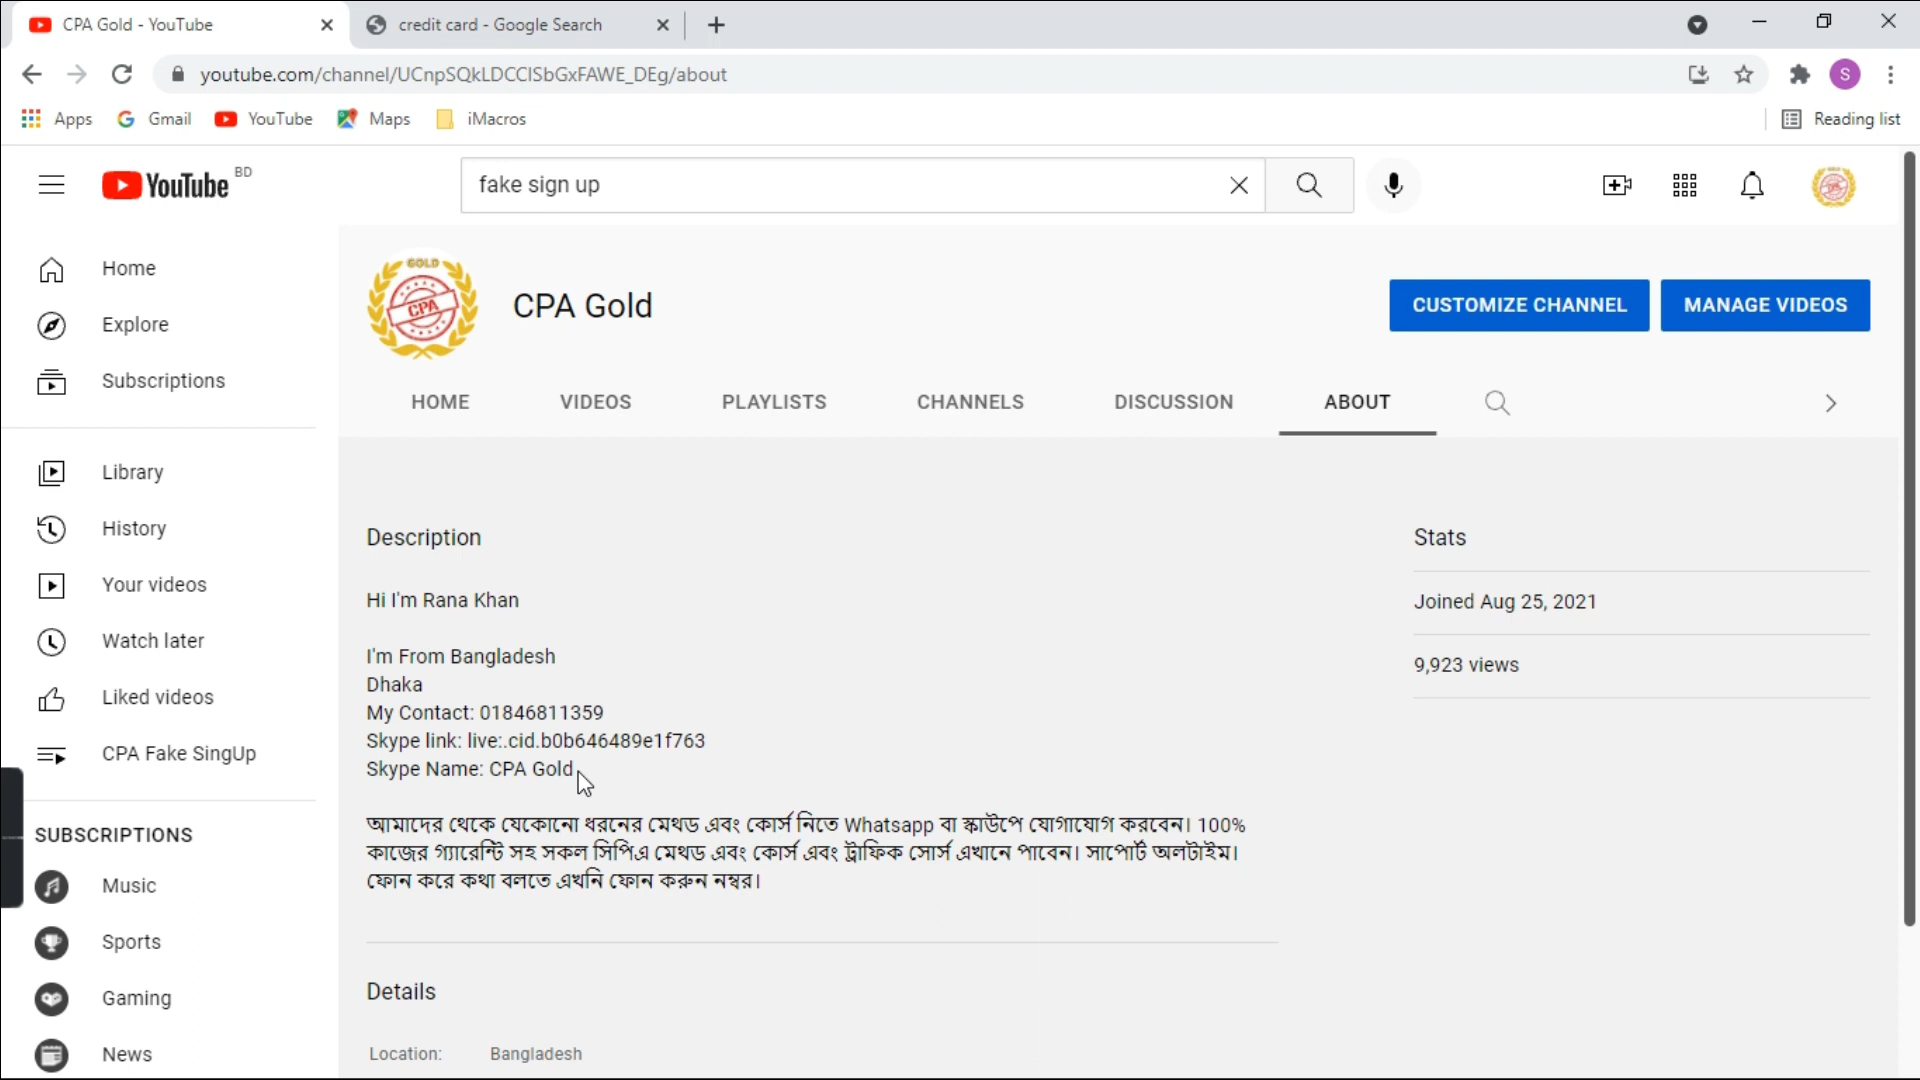 CPA Gold - YouTube
credit card - Google Search
youtube.com/channel/UCnpSQkLDCCISbGxFAWE_DEg/about
S
Apps
Gmail
YouTube
Maps
iMacros
Reading list
YouTube BD
fake sign up
Home
Explore
Subscriptions
Library
History
Your videos
Watch later
Liked videos
CPA Fake SingUp
SUBSCRIPTIONS
Music
Sports
Gaming
News
GOLD
CPA
CPA Gold
CUSTOMIZE CHANNEL
MANAGE VIDEOS
HOME
VIDEOS
PLAYLISTS
CHANNELS
DISCUSSION
ABOUT
Description
Hi I'm Rana Khan
I'm From Bangladesh
Dhaka
My Contact: 01846811359
Skype link: live:.cid.b0b646489e1f763
Skype Name: CPA Gold
আমাদের থেকে যেকোনো ধরনের মেথড এবং কোর্স নিতে Whatsapp বা স্কাউপে যোগাযোগ করবেন। 100%
কাজের গ্যারেন্টি সহ সকল সিপিএ মেথড এবং কোর্স এবং ট্রাফিক সোর্স এখানে পাবেন। সাপোর্ট অলটাইম।
ফোন করে কথা বলতে এখনি ফোন করুন নম্বর।
Details
Location:
Bangladesh
Stats
Joined Aug 25, 2021
9,923 views